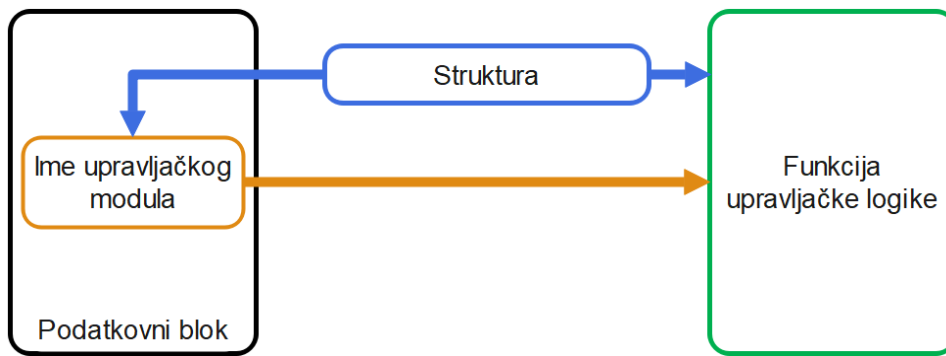 Struktura
Ime upravljačkog
modula
Funkcija
upravljačke logike
Podatkovni blok